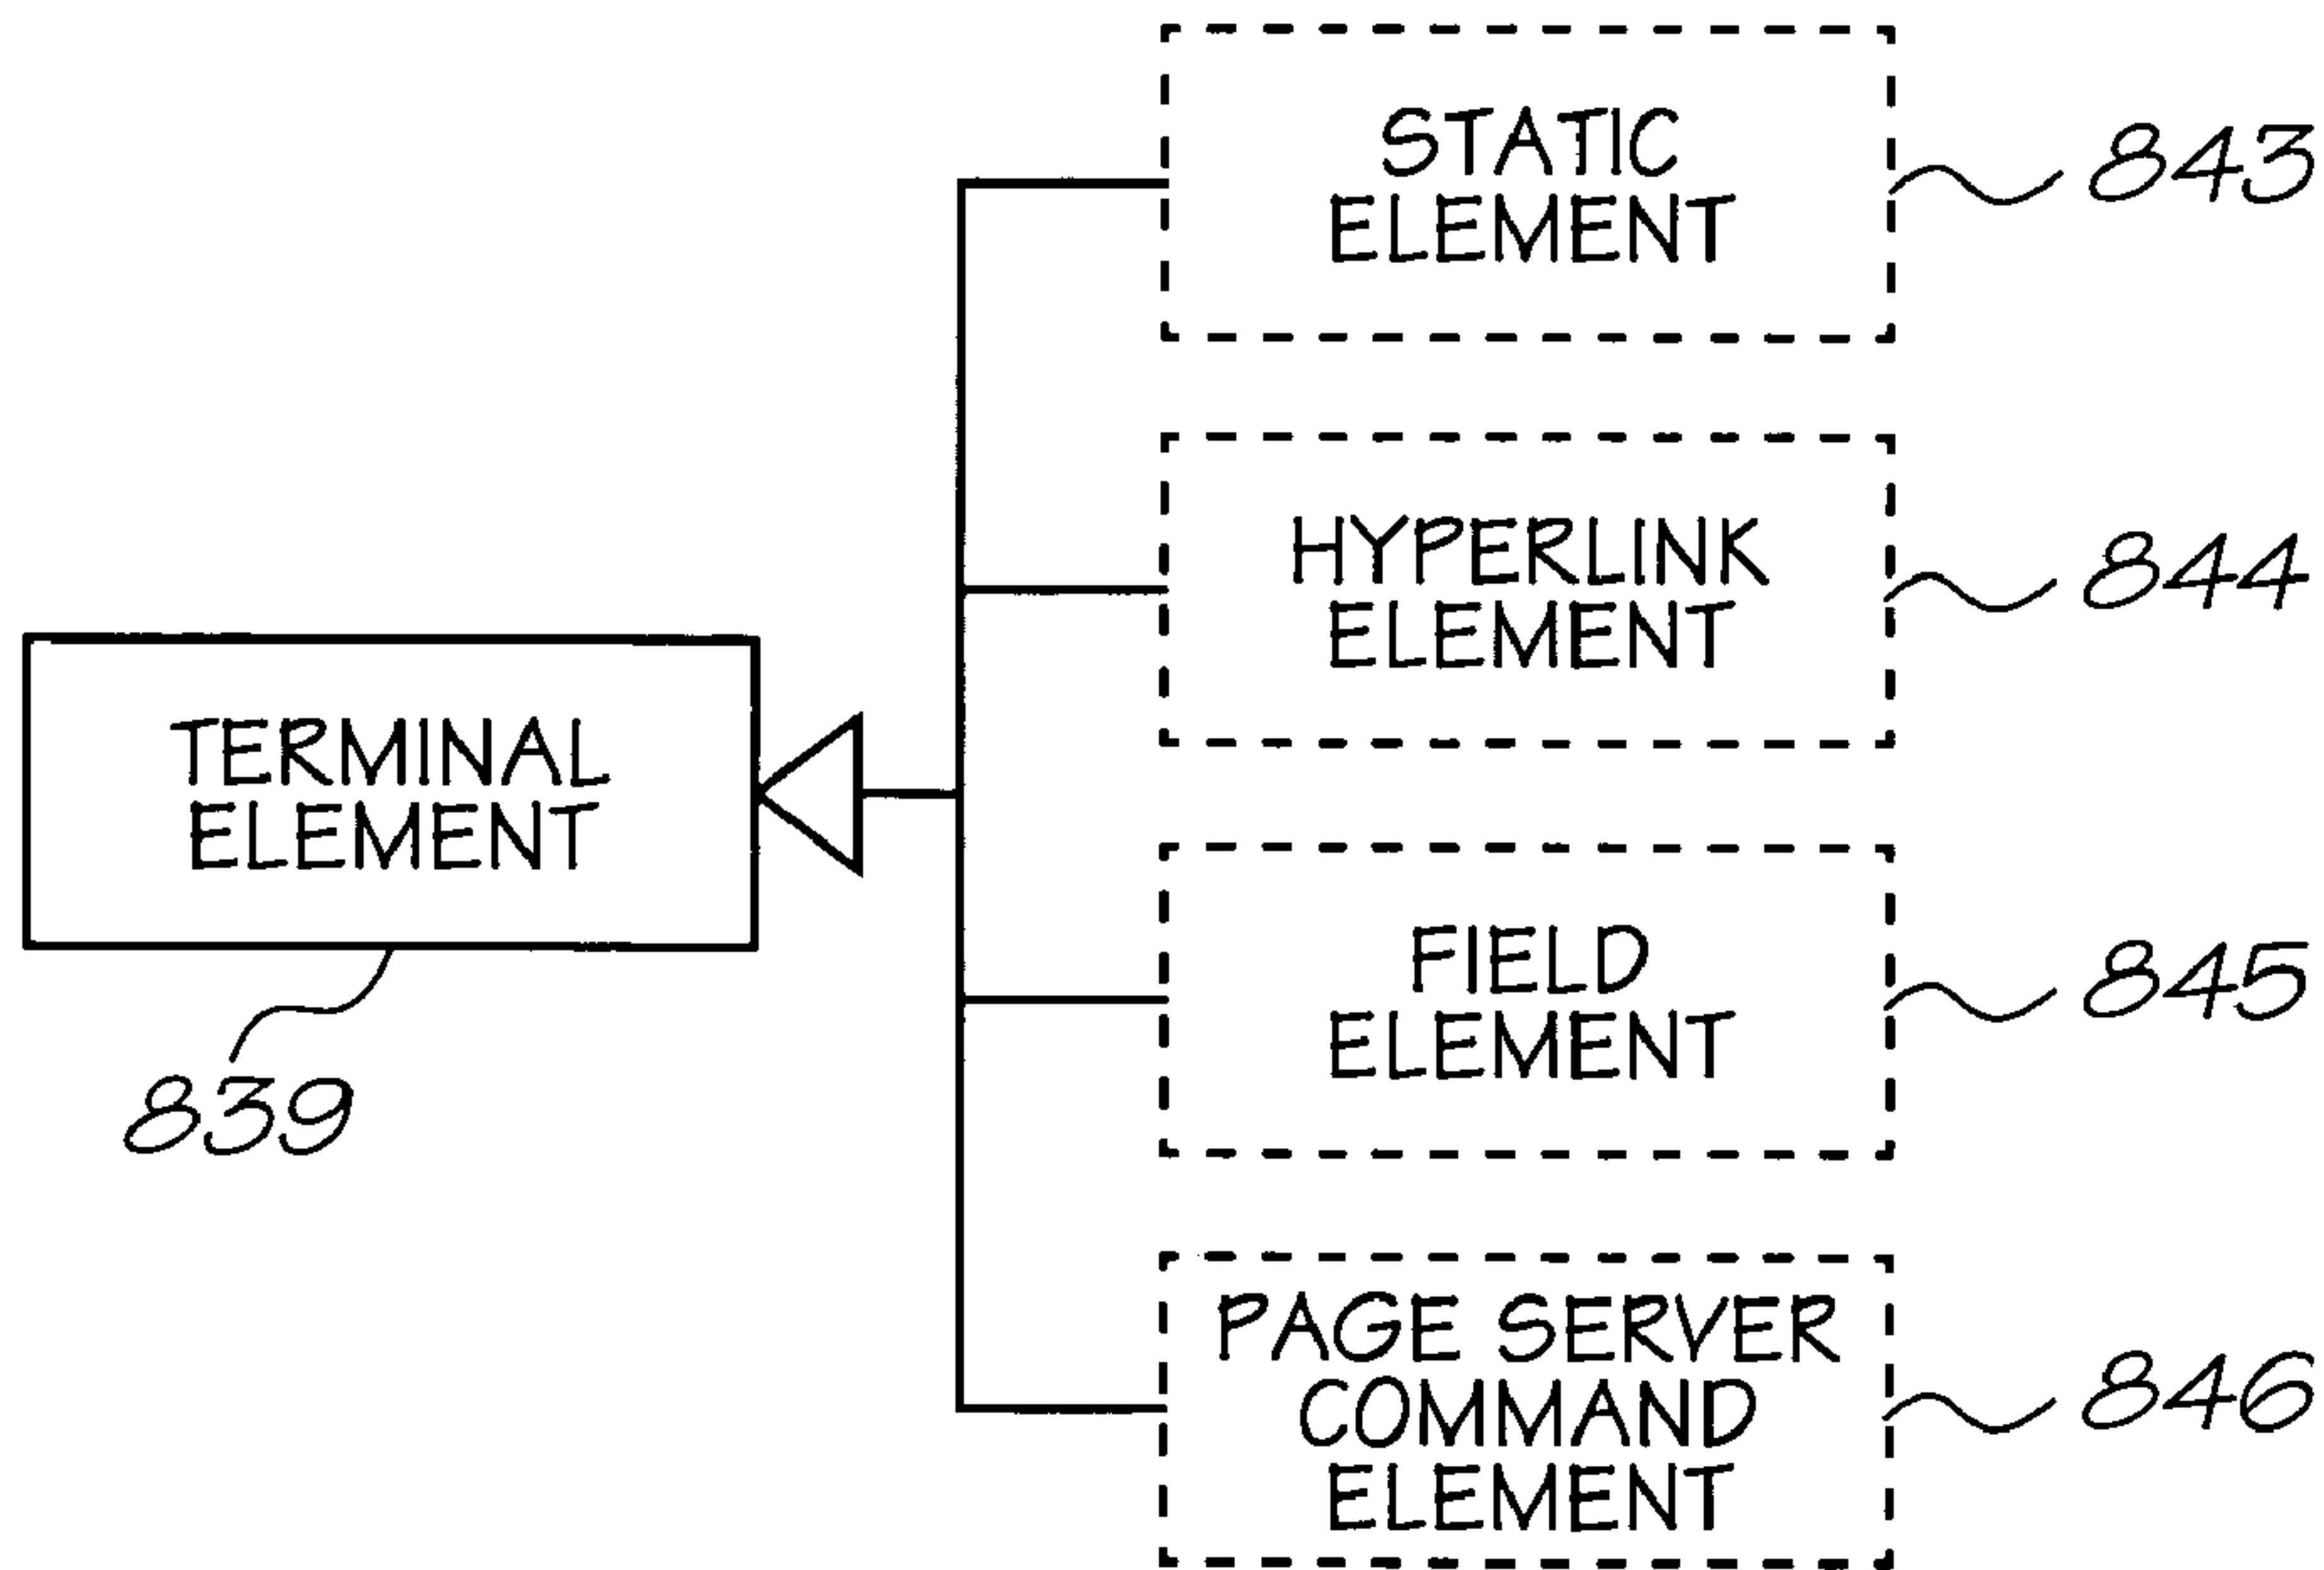 STATIC
ELEMENT
843
HYPERLINK
ELEMENT
844
TERMINAL
ELEMENT
839
FIELD
ELEMENT
845
PAGE SERVER
COMMAND
ELEMENT
846